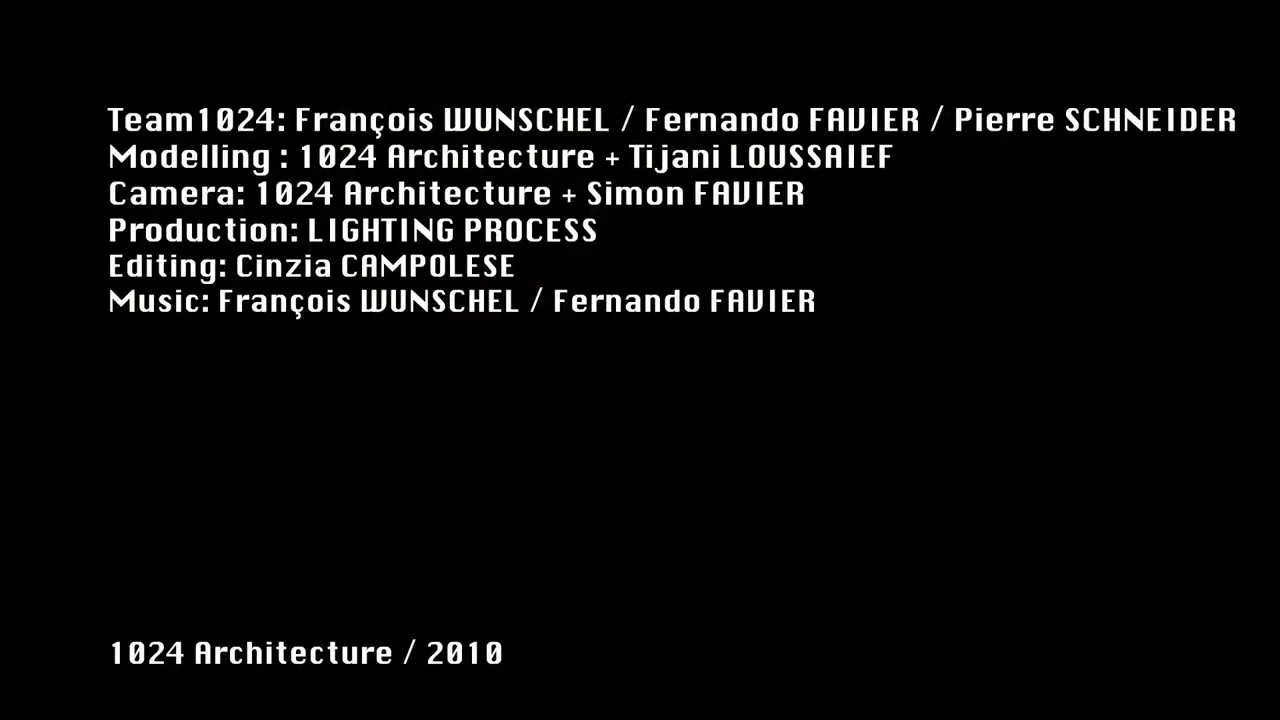 Team1024: François WUNSCHEL / Fernando FAVIER / Pierre SCHNEIDER
Modelling : 1024 Architecture + Tijani LOUSSAIEF
Camera: 1024 Architecture + Simon FAVIER
Production: LIGHTING PROCESS
Editing: Cinzia CAMPOLESE
Music: François WUNSCHEL / Fernando FAVIER
1024 Architecture / 2010